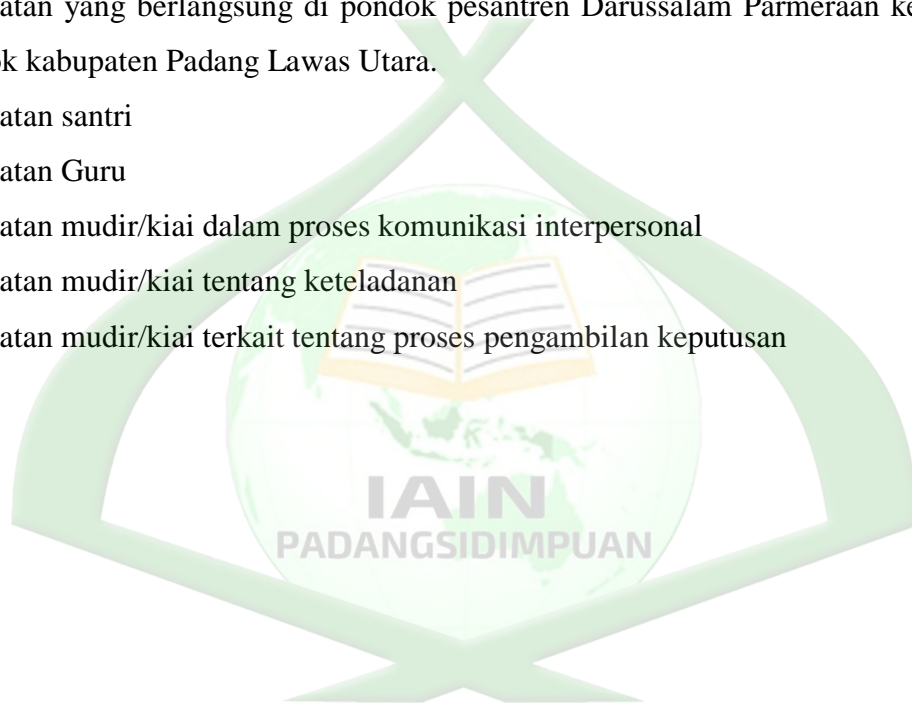 atan yang berlangsung di pondok pesantren Darussalam Parmeraan ke
ok kabupaten Padang Lawas Utara.
atan santri
atan Guru
atan mudir/kiai dalam proses komunikasi interpersonal
atan mudir/kiai tentang keteladanan
atan mudir/kiai terkait tentang proses pengambilan keputusan
IAIN
PADANGSIDIMPUAN